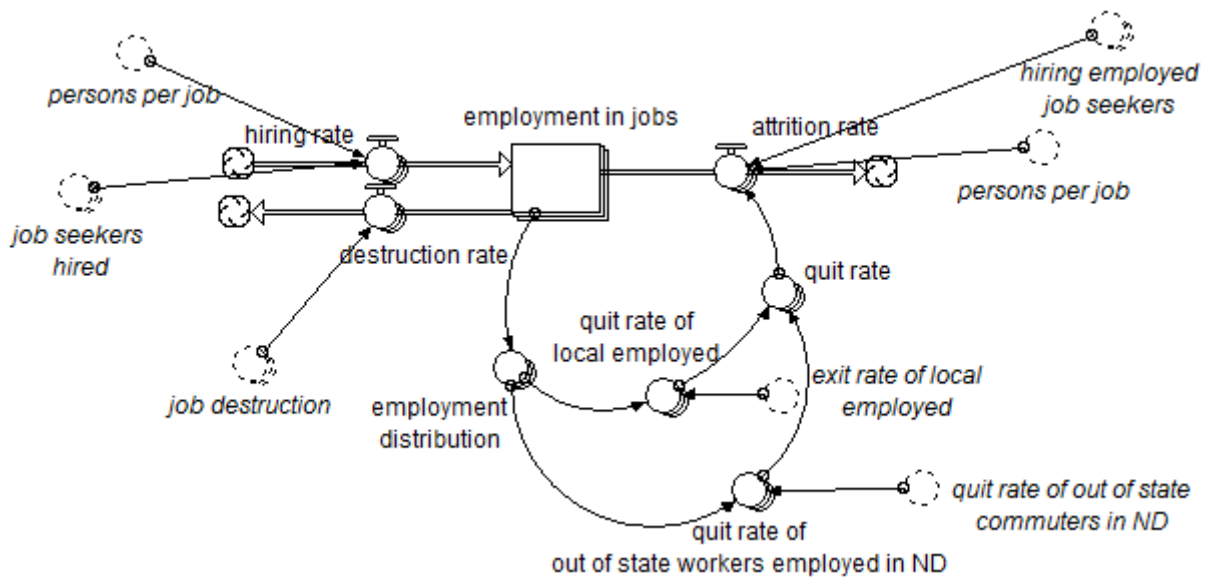 persons per job
hiring rate
employment in jobs
attrition rate
hiring employed
job seekers
persons per job
job seekers
hired
destruction rate
quit rate
quit rate of
local employed
job destruction
employment
distribution
exit rate of local
employed
quit rate of out of state
commuters in ND
quit rate of
out of state workers employed in ND